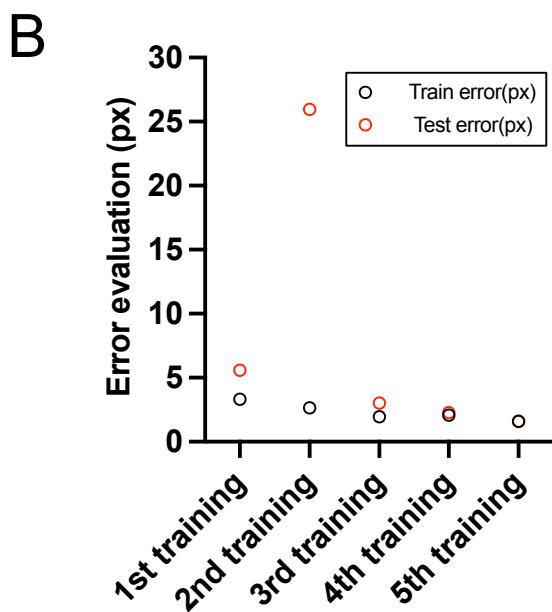 B
30
25
20
15
10
5
0
Error evaluation (px)
Train error(px)
Test error(px)
1st training
2nd training
3rd training
4th training
5th training